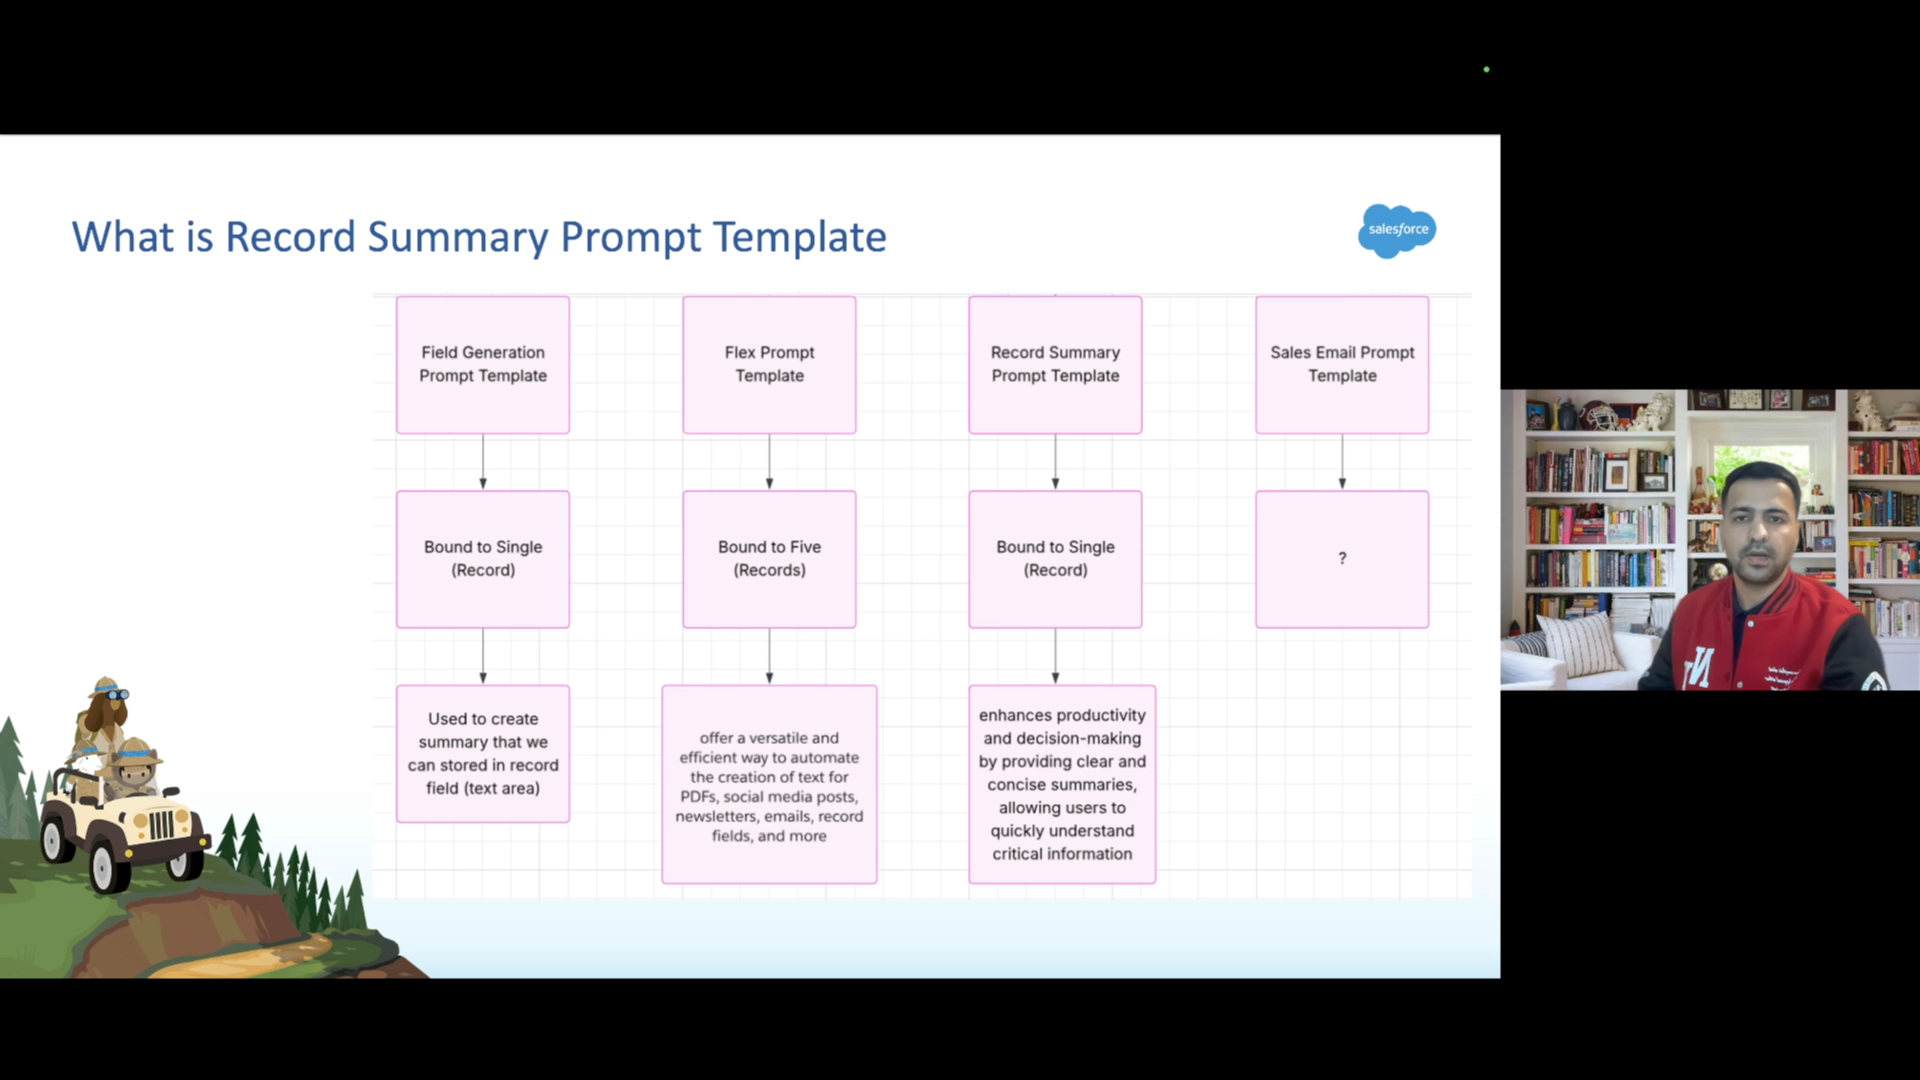 What is Record Summary Prompt Template
salesforce
Field Generation
Prompt Template
Flex Prompt
Template
Record Summary
Prompt Template
Sales Email Prompt
Template
Bound to Single
(Record)
Bound to Five
(Records)
Bound to Single
(Record)
?
Used to create
summary that we
can stored in record
field (text area)
offer a versatile and
efficient way to automate
the creation of text for
PDFs, social media posts,
newsletters, emails, record
fields, and more
enhances productivity
and decision-making
by providing clear and
concise summaries,
allowing users to
quickly understand
critical information